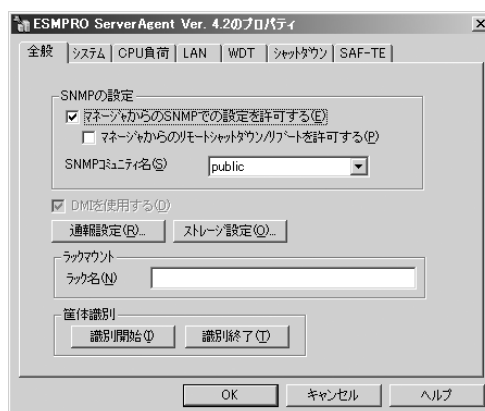 ESMPRO ServerAgent Ver. 4.2のプロパティ
全般 システム CPU負荷 LAN WDT シャットダウン SAF-TE
SNMPの設定
マネージャからのSNMPでの設定を許可する(E)
マネージャからのリモートシャットダウン/リブートを許可する(P)
SNMPコミュニティ名(S) public
DMIを使用する(D)
通報設定(R)... ストレージ設定(O)...
ラックマウント
ラック名(N)
筐体識別
識別開始(I) 識別終了(T)
OK キャンセル ヘルプ